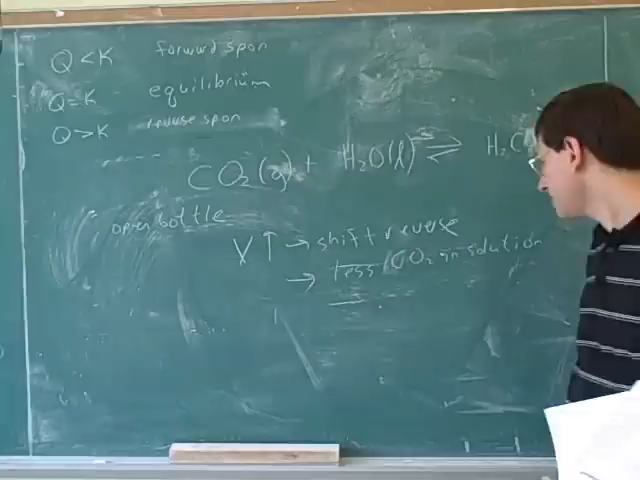 Q < K forward spon
Q = K equilibrium
Q > K reverse spon
CO₂(g) + H₂O(l) ⇌ H₂C
open bottle
V↑ → shift reverse
→ less CO₂ in solution